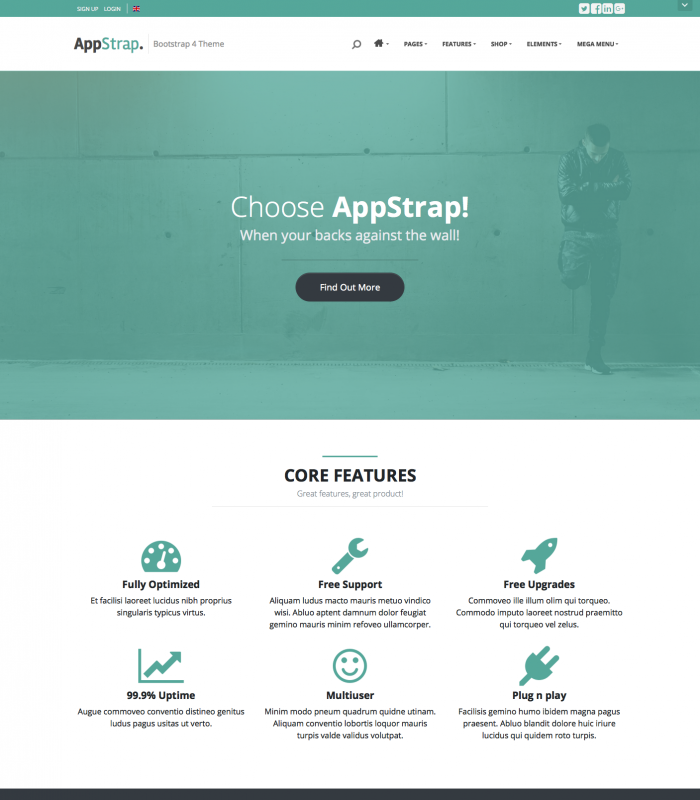 SIGN UP LOGIN
AppStrap. Bootstrap 4 Theme
PAGES FEATURES SHOP ELEMENTS MEGA MENU
Choose AppStrap!
When your backs against the wall!
Find Out More
CORE FEATURES
Great features, great product!
Fully Optimized
Et facilisi laoreet lucidus nibh proprius
singularis typicus virtus.
Free Support
Aliquam ludus macto mauris metuo vindico
wisi. Abluo aptent damnum dolor feugiat
gemino mauris minim refoveo ullamcorper.
Free Upgrades
Commoveo ille illum olim qui torqueo.
Commodo imputo laoreet nostrud praemitto
qui torqueo vel zelus.
99.9% Uptime
Augue commoveo conventio distineo genitus
ludus pagus usitas ut verto.
Multiuser
Minim modo pneum quadrum quidne utinam.
Aliquam conventio lobortis loquor mauris
turpis valde validus volutpat.
Plug n play
Facilisis gemino humo ibidem magna pagus
praesent. Abluo blandit dolore huic iriure
lucidus qui quidem roto turpis.